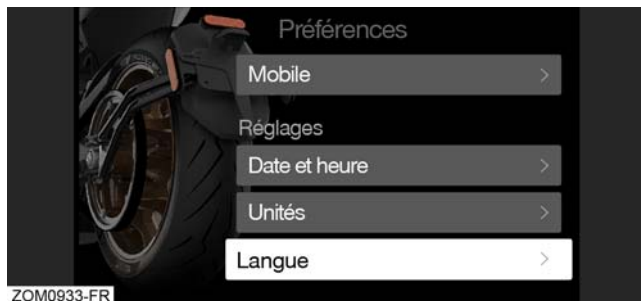 Préférences
Mobile
Réglages
Date et heure
Unités
Langue
ZOM0933-FR